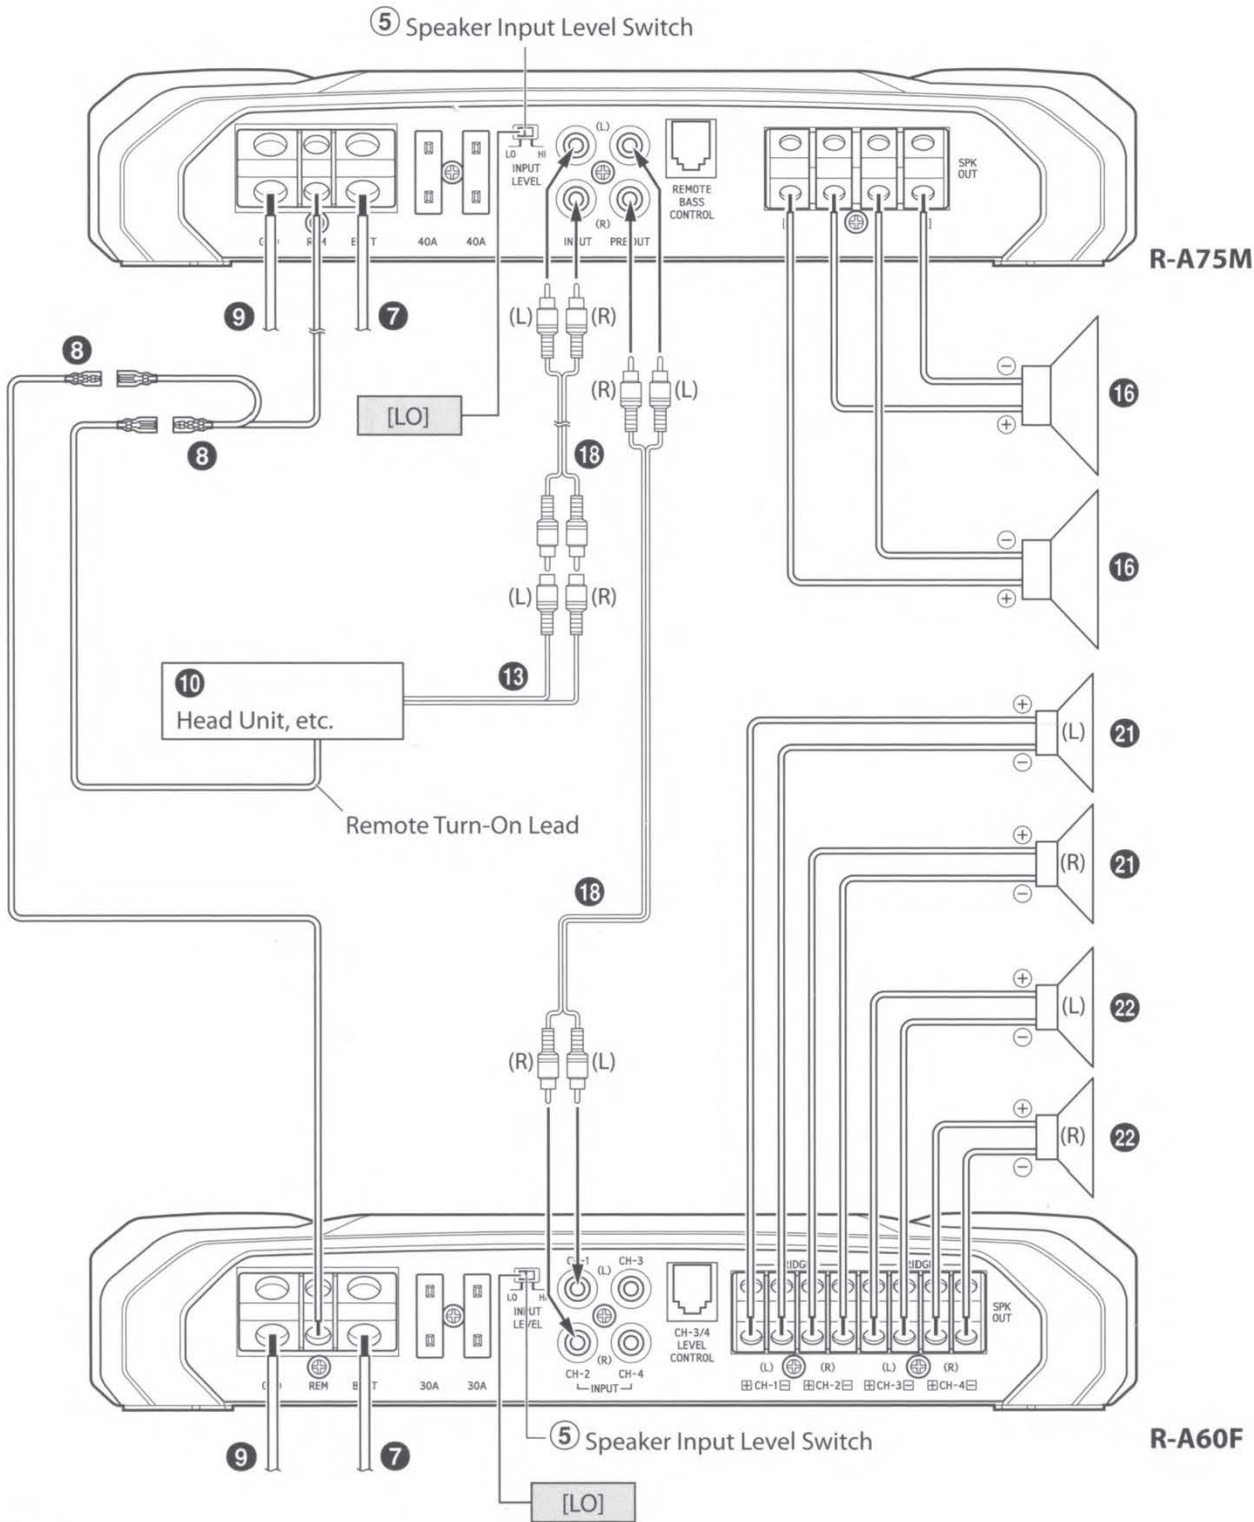 ⑤ Speaker Input Level Switch
(L)
LO HI
INPUT
LEVEL
REMOTE
BASS
CONTROL
SPK
OUT
(R)
40A 40A
INPUT
R-A75M
9 7
8
(L) (R)
⊖
[LO]
(R) (L)
16
⊕
8
18
⊖
16
(L) (R)
⊕
10
13
Head Unit, etc.
⊕
(L) 21
⊖
Remote Turn-On Lead
⊕
(R) 21
⊖
18
⊕
(L) 22
⊖
(R) (L)
⊕
(R) 22
⊖
CH-1 (L) CH-3
LO
INPUT
LEVEL
CH-3/4
LEVEL
CONTROL
SPK
OUT
(R)
CH-2 CH-4
INPUT
REM
30A 30A
(L) (R) (L) (R)
⊞CH-1⊟ ⊞CH-2⊟ ⊞CH-3⊟ ⊞CH-4⊟
9 7
⑤ Speaker Input Level Switch
R-A60F
[LO]